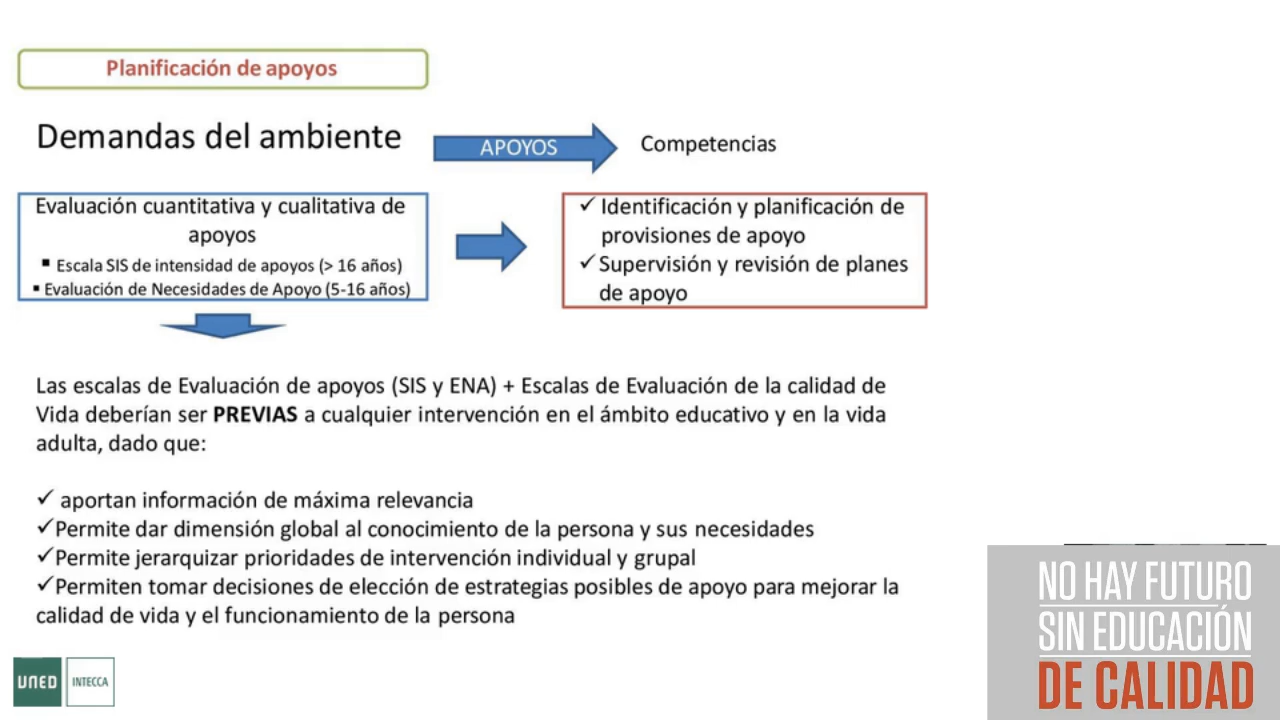 Planificación de apoyos
Demandas del ambiente
APOYOS
Competencias
Evaluación cuantitativa y cualitativa de
apoyos
▪ Escala SIS de intensidad de apoyos (> 16 años)
▪ Evaluación de Necesidades de Apoyo (5-16 años)
✓ Identificación y planificación de
provisiones de apoyo
✓ Supervisión y revisión de planes
de apoyo
Las escalas de Evaluación de apoyos (SIS y ENA) + Escalas de Evaluación de la calidad de
Vida deberían ser PREVIAS a cualquier intervención en el ámbito educativo y en la vida
adulta, dado que:
✓ aportan información de máxima relevancia
✓Permite dar dimensión global al conocimiento de la persona y sus necesidades
✓Permite jerarquizar prioridades de intervención individual y grupal
✓Permiten tomar decisiones de elección de estrategias posibles de apoyo para mejorar la
calidad de vida y el funcionamiento de la persona
UNED
INTECCA
NO HAY FUTURO
SIN EDUCACIÓN
DE CALIDAD